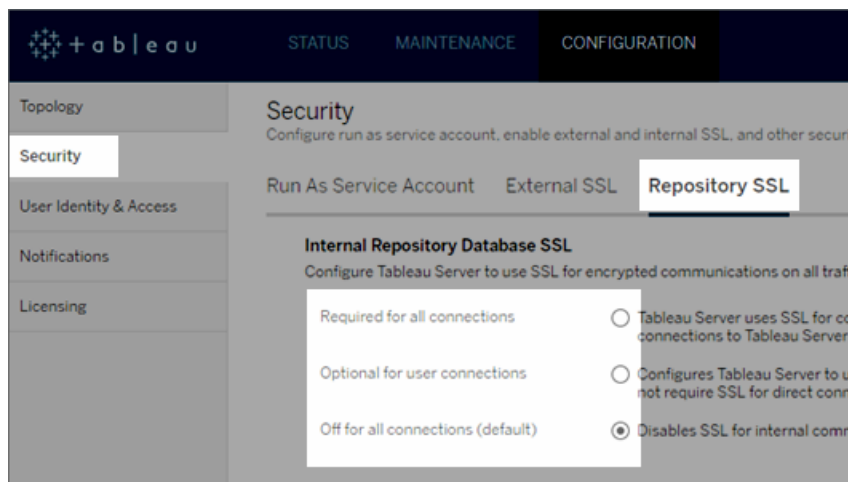 + a b | e a u
STATUS
MAINTENANCE
CONFIGURATION
Topology
Security
User Identity & Access
Notifications
Licensing
Security
Configure run as service account, enable external and internal SSL, and other secur
Run As Service Account
External SSL
Repository SSL
Internal Repository Database SSL
Configure Tableau Server to use SSL for encrypted communications on all traf
Required for all connections
Tableau Server uses SSL for co
connections to Tableau Server
Optional for user connections
Configures Tableau Server to u
not require SSL for direct conn
Off for all connections (default)
Disables SSL for internal comm